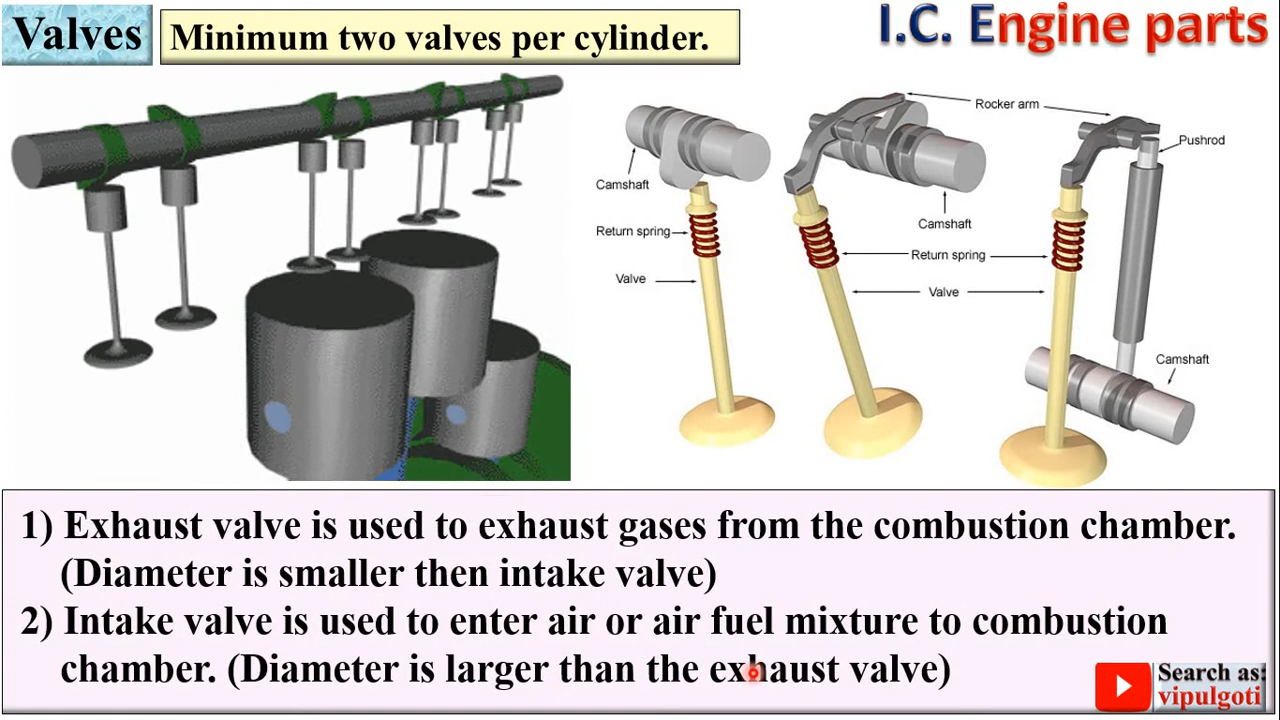 Valves
Minimum two valves per cylinder.
I.C. Engine parts
Rocker arm
Pushrod
Camshaft
Camshaft
Return spring
Return spring
Valve
Valve
Camshaft
1) Exhaust valve is used to exhaust gases from the combustion chamber.
(Diameter is smaller then intake valve)
2) Intake valve is used to enter air or air fuel mixture to combustion
chamber. (Diameter is larger than the exhaust valve)
Search as:
vipulgoti